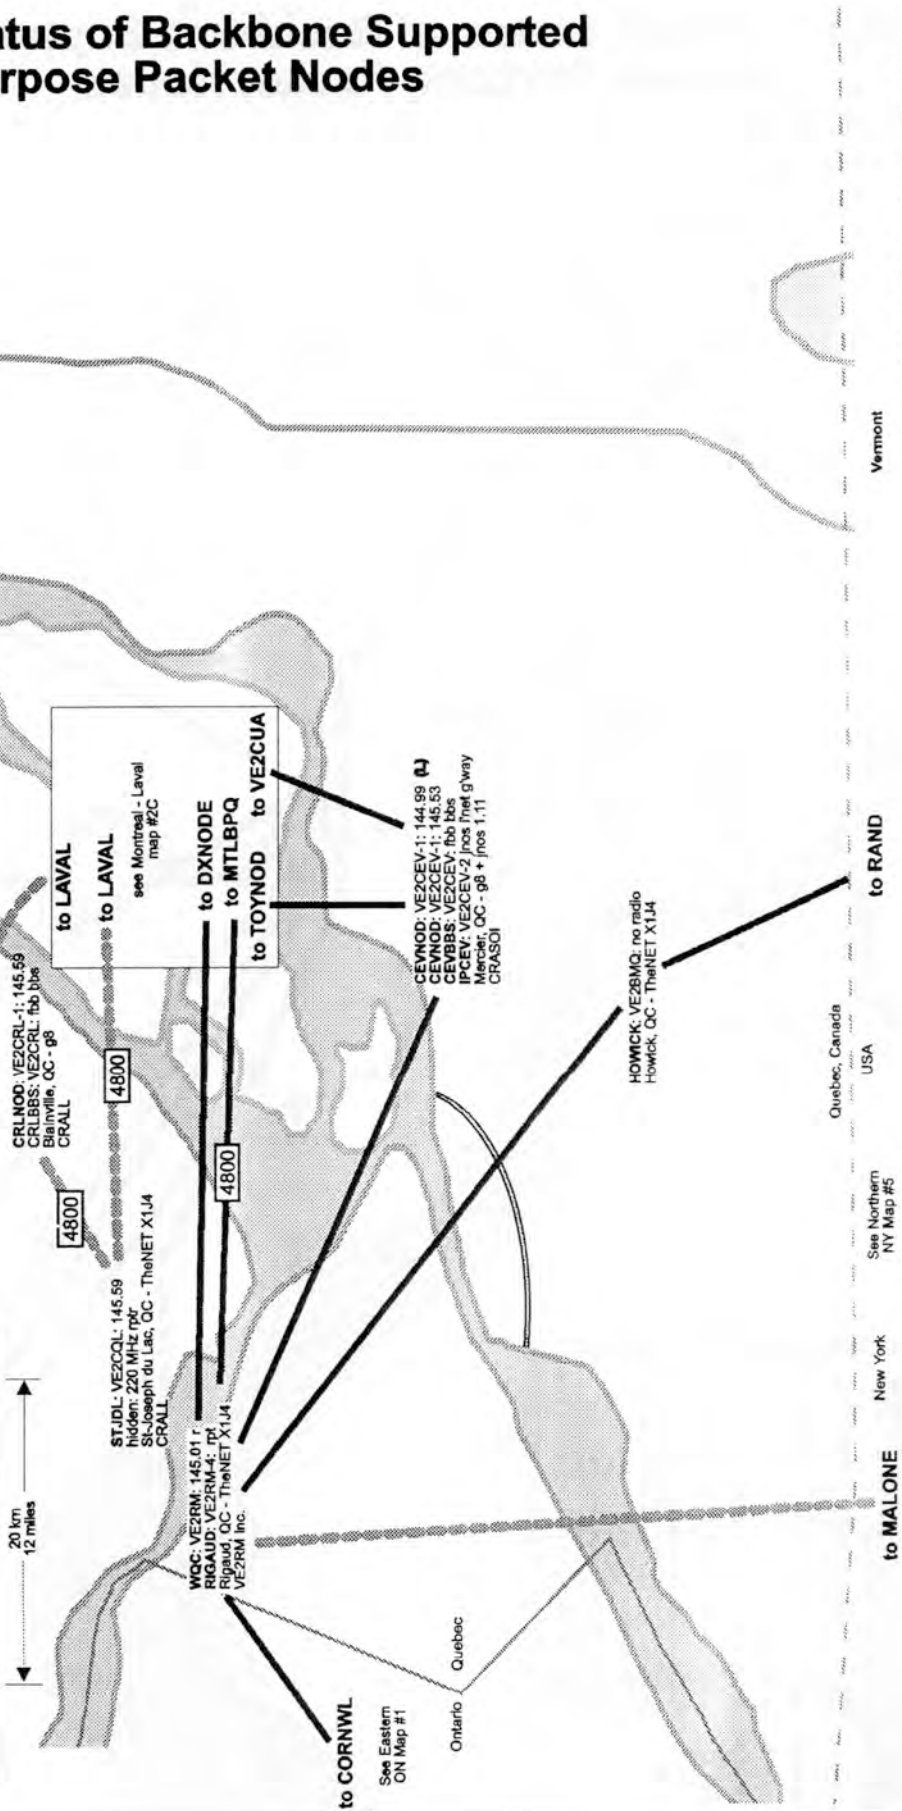 atus of Backbone Supported
rpose Packet Nodes
20 km
12 miles
CRLNOD: VE2CRL-1: 145.59
CRLBBS: VE2CRL: fbb bbs
Blainville, QC - g8
CRALL
4800
4800
STJDL: VE2CQL: 145.59
hidden: 220 MHz rptr
St-Joseph du Lac, QC - TheNET X1J4
CRALL
to LAVAL
to LAVAL
see Montreal - Laval
map #2C
to DXNODE
to MTLBPQ
to TOYNOD
to VE2CUA
4800
WQC: VE2RM: 145.01 r
RIGAUD: VE2RM-4: rpt
Rigaud, QC - TheNET X1J4
VE2RM Inc.
CEVNOD: VE2CEV-1: 144.99 (L)
CEVNOD: VE2CEV-1: 145.53
CEVBBS: VE2CEV: fbb bbs
IPCEV: VE2CEV-2 jnos i'net g'way
Mercier, QC - g8 + jnos 1.11
CRASOI
HOWICK: VE2BMQ: no radio
Howick, QC - TheNET X1J4
to CORNWL
See Eastern
ON Map #1
Ontario
Quebec
Quebec, Canada
USA
to MALONE
New York
See Northern
NY Map #5
to RAND
Vermont